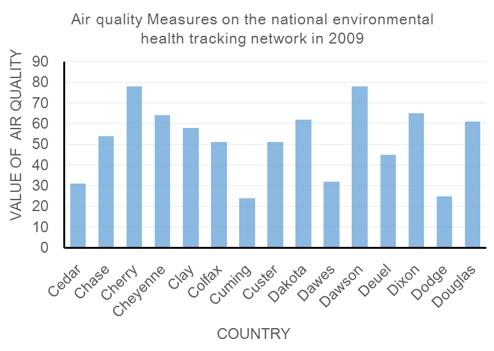 Air quality Measures on the national environmental
health tracking network in 2009
VALUE OF AIR QUALITY
90
80
70
60
50
40
30
20
10
0
Cedar
Chase
Cherry
Cheyenne
Clay
Colfax
Cuming
Custer
Dakota
Dawes
Dawson
Deuel
Dixon
Dodge
Douglas
COUNTRY